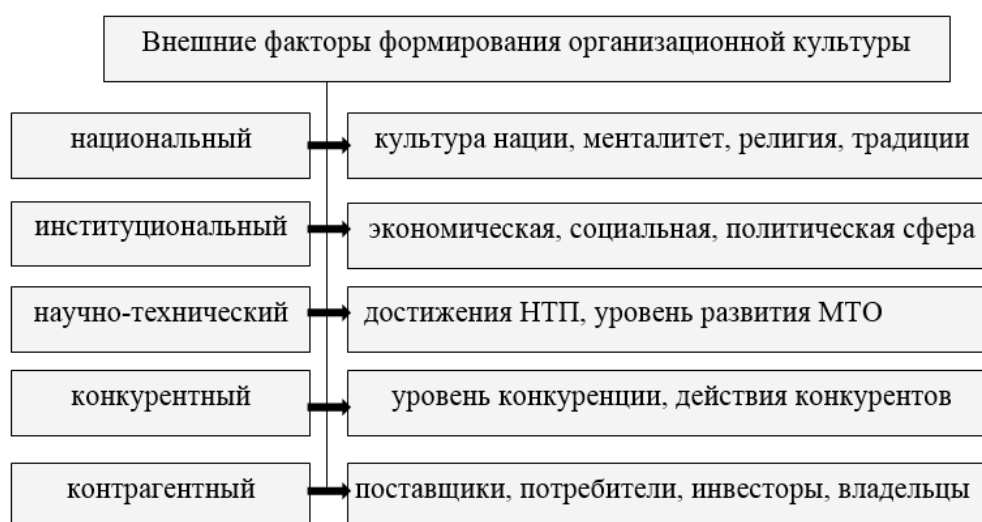 Внешние факторы формирования организационной культуры
национальный
культура нации, менталитет, религия, традиции
институциональный
экономическая, социальная, политическая сфера
научно-технический
достижения НТП, уровень развития МТО
конкурентный
уровень конкуренции, действия конкурентов
контрагентный
поставщики, потребители, инвесторы, владельцы